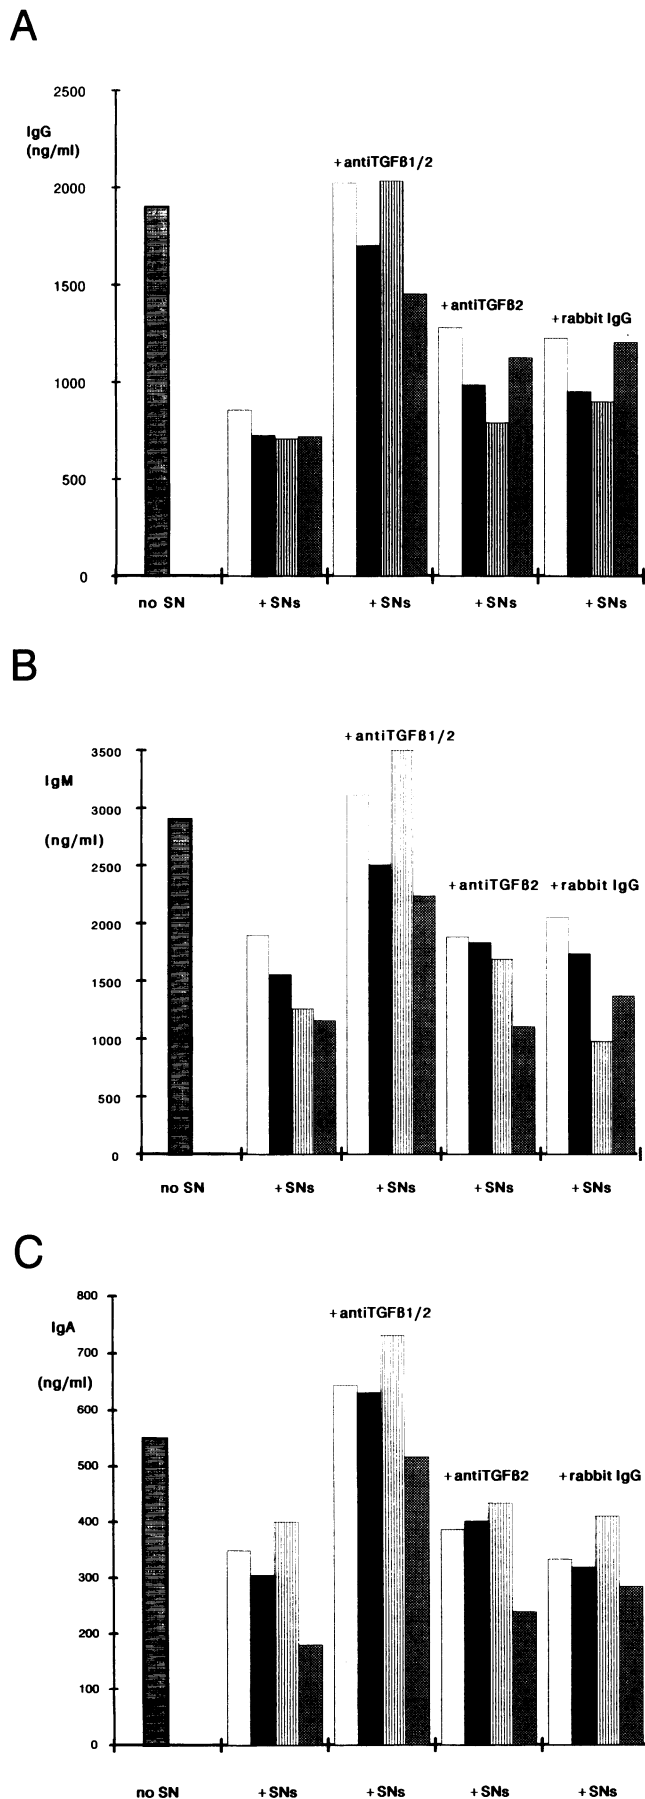 A
2500
IgG
(ng/ml)
+antiTGFß1/2
2000
1500
+antiTGFß2
+rabbit IgG
1000
500
0
no SN
+SNs
+SNs
+SNs
+SNs
B
+antiTGFß1/2
3500
IgM
3000
(ng/ml)
2500
+antiTGFß2
+rabbit IgG
2000
1500
1000
500
0
no SN
+SNs
+SNs
+SNs
+SNs
C
800
+antiTGFß1/2
IgA
700
(ng/ml)
600
500
+antiTGFß2
+rabbit IgG
400
300
200
100
0
no SN
+SNs
+SNs
+SNs
+SNs